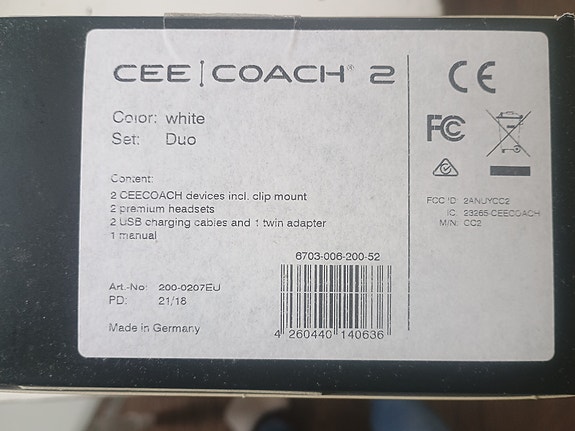 CEE COACH® 2
Color: white
Set: Duo
Content:
2 CEECOACH devices incl. clip mount
2 premium headsets
2 USB charging cables and 1 twin adapter
1 manual
6703-006-200-52
Art.-No: 200-0207EU
PD: 21/18
4 260440 140636
Made in Germany
CE
FC
FCC ID: 2ANUYCC2
IC: 23265-CEECOACH
M/N: CC2